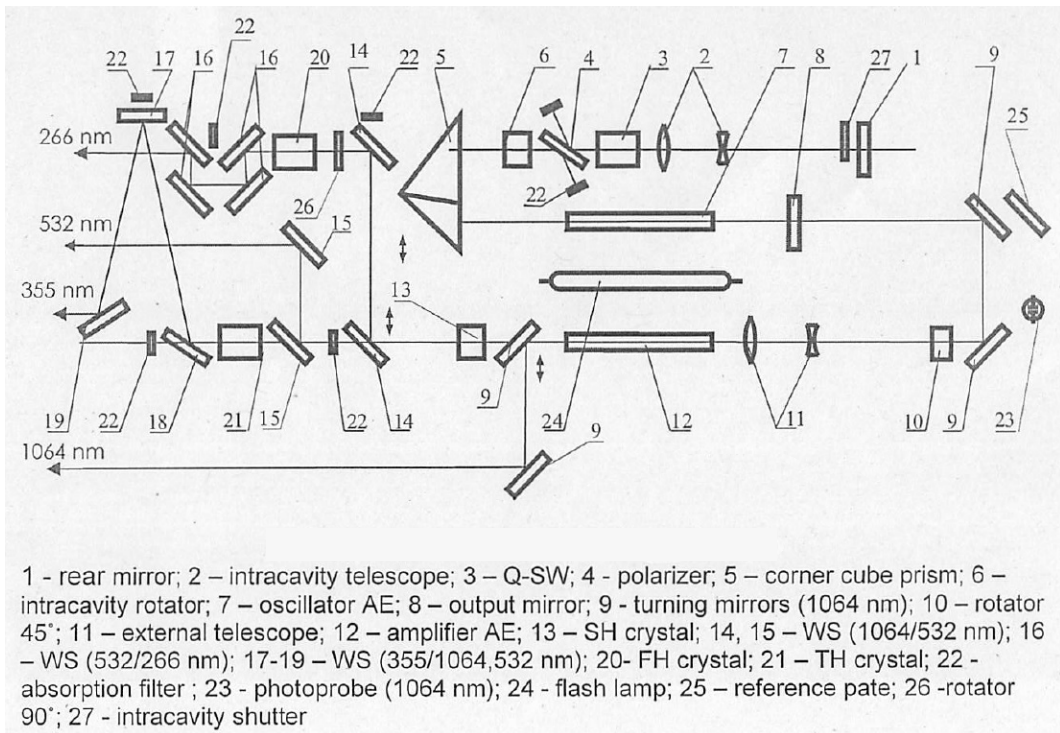 22 17 16 22 16 20 14 22 5 6 4 3 2 7 8 27 1 9 25
266 nm
26 22
532 nm 15
355 nm 13
9
19 22 18 21 15 22 14 24 12 11 10 9 23
1064 nm 9
1 - rear mirror; 2 – intracavity telescope; 3 – Q-SW; 4 - polarizer; 5 – corner cube prism; 6 –
intracavity rotator; 7 – oscillator AE; 8 – output mirror; 9 - turning mirrors (1064 nm); 10 – rotator
45˚; 11 – external telescope; 12 – amplifier AE; 13 – SH crystal; 14, 15 – WS (1064/532 nm); 16
– WS (532/266 nm); 17-19 – WS (355/1064,532 nm); 20- FH crystal; 21 – TH crystal; 22 -
absorption filter ; 23 - photoprobe (1064 nm); 24 - flash lamp; 25 – reference pate; 26 -rotator
90˚; 27 - intracavity shutter